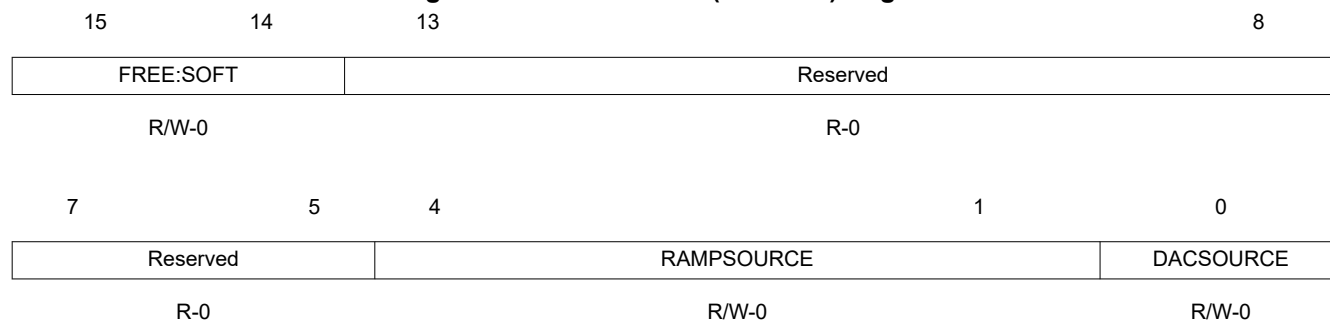 15 14 13 8
FREE:SOFT Reserved
R/W-0 R-0
7 5 4 1 0
Reserved RAMPSOURCE DACSOURCE
R-0 R/W-0 R/W-0